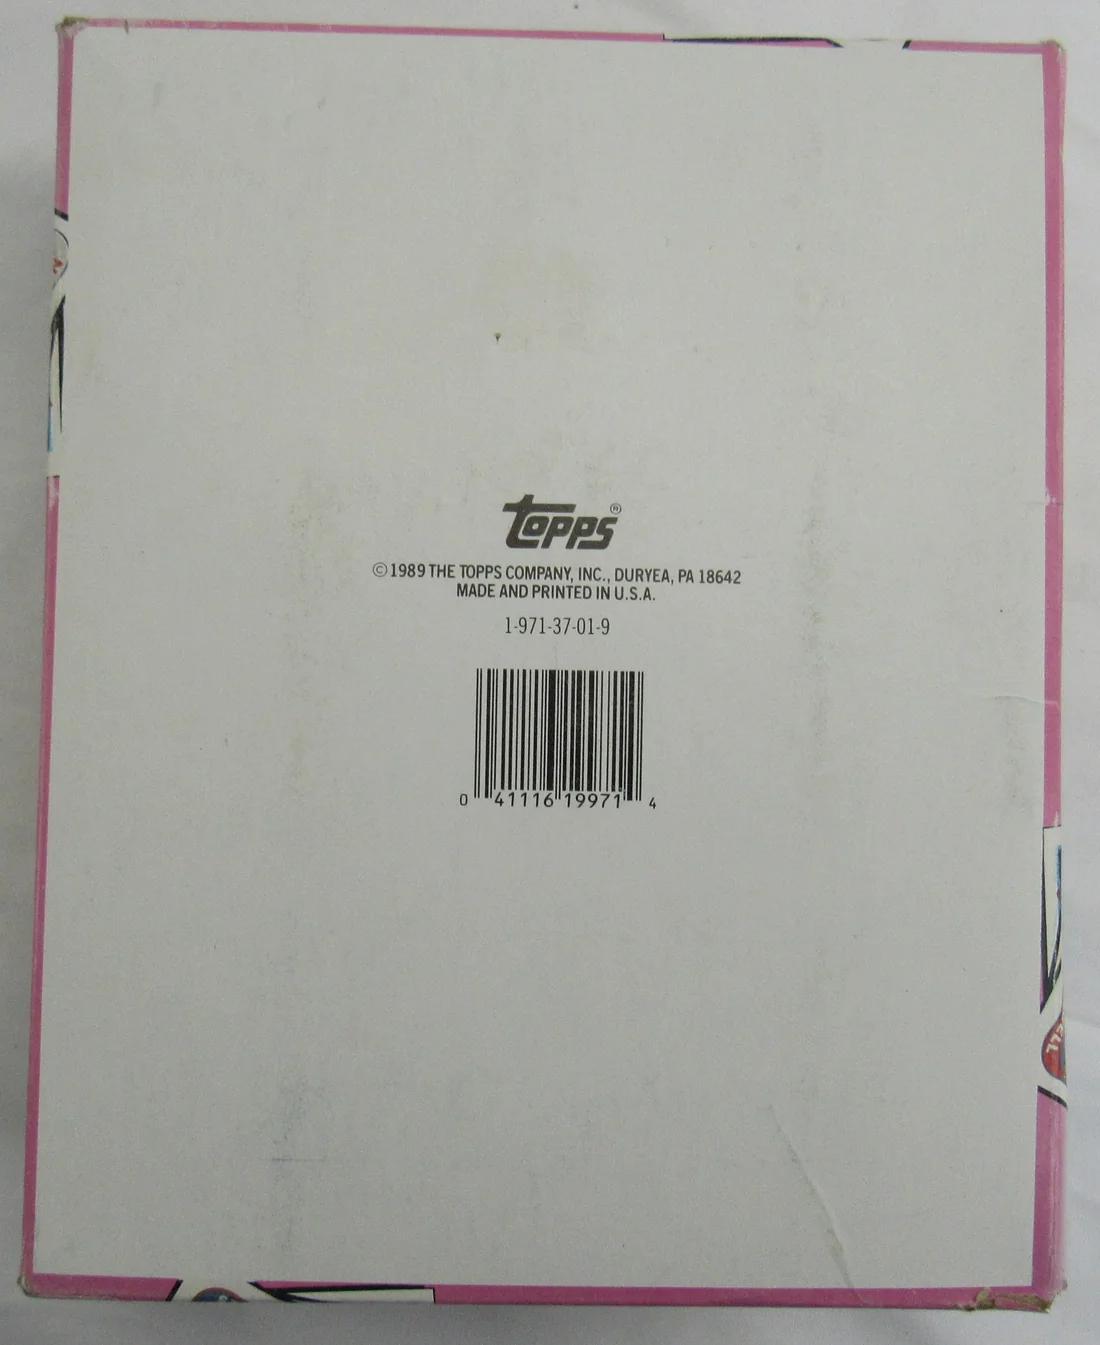 topps®
©1989 THE TOPPS COMPANY, INC., DURYEA, PA 18642
MADE AND PRINTED IN U.S.A.
1-971-37-01-9
0 41116 19971 4